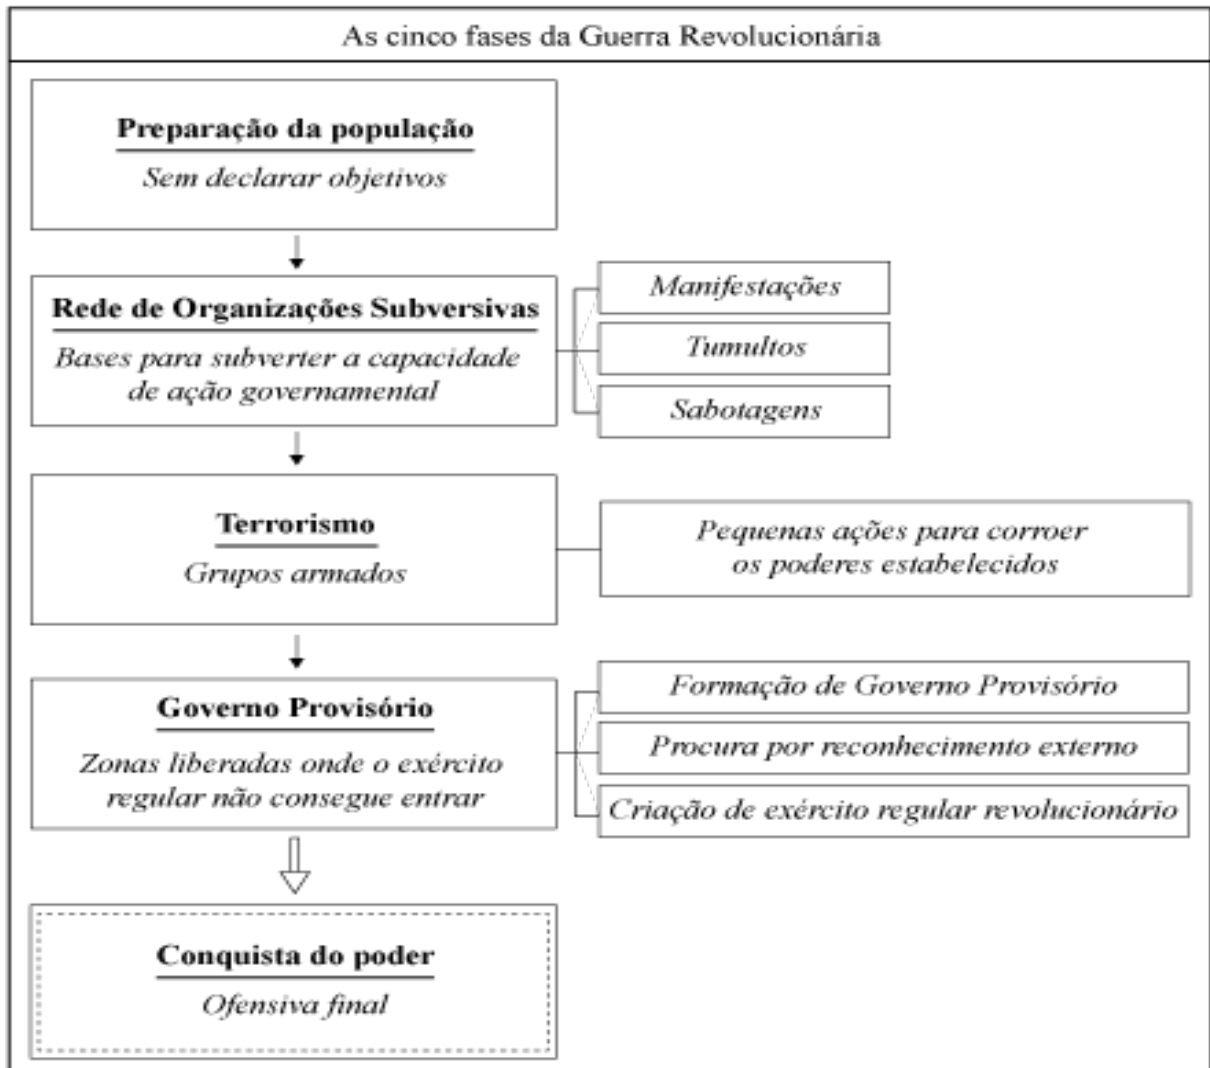 As cinco fases da Guerra Revolucionária
Preparação da população
Sem declarar objetivos
Rede de Organizações Subversivas
Bases para subverter a capacidade
de ação governamental
Manifestações
Tumultos
Sabotagens
Terrorismo
Grupos armados
Pequenas ações para corroer
os poderes estabelecidos
Governo Provisório
Zonas liberadas onde o exército
regular não consegue entrar
Formação de Governo Provisório
Procura por reconhecimento externo
Criação de exército regular revolucionário
Conquista do poder
Ofensiva final